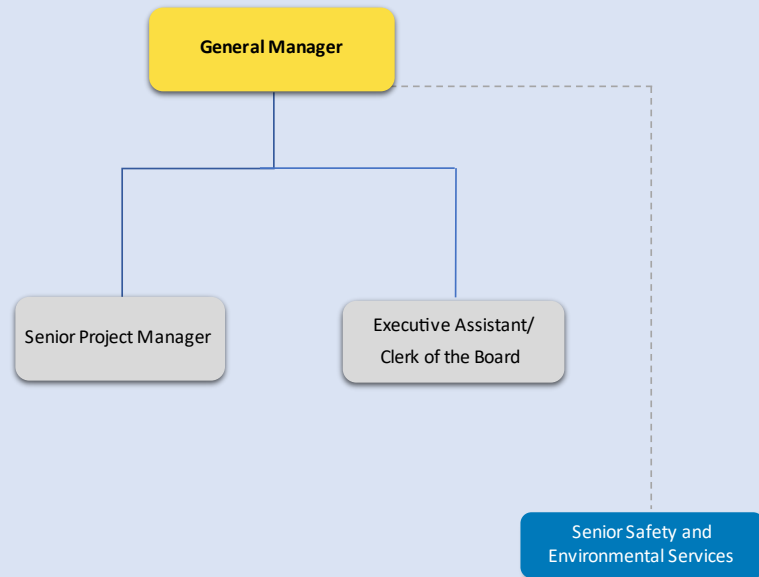 General Manager
Senior Project Manager
Executive Assistant/
Clerk of the Board
Senior Safety and
Environmental Services